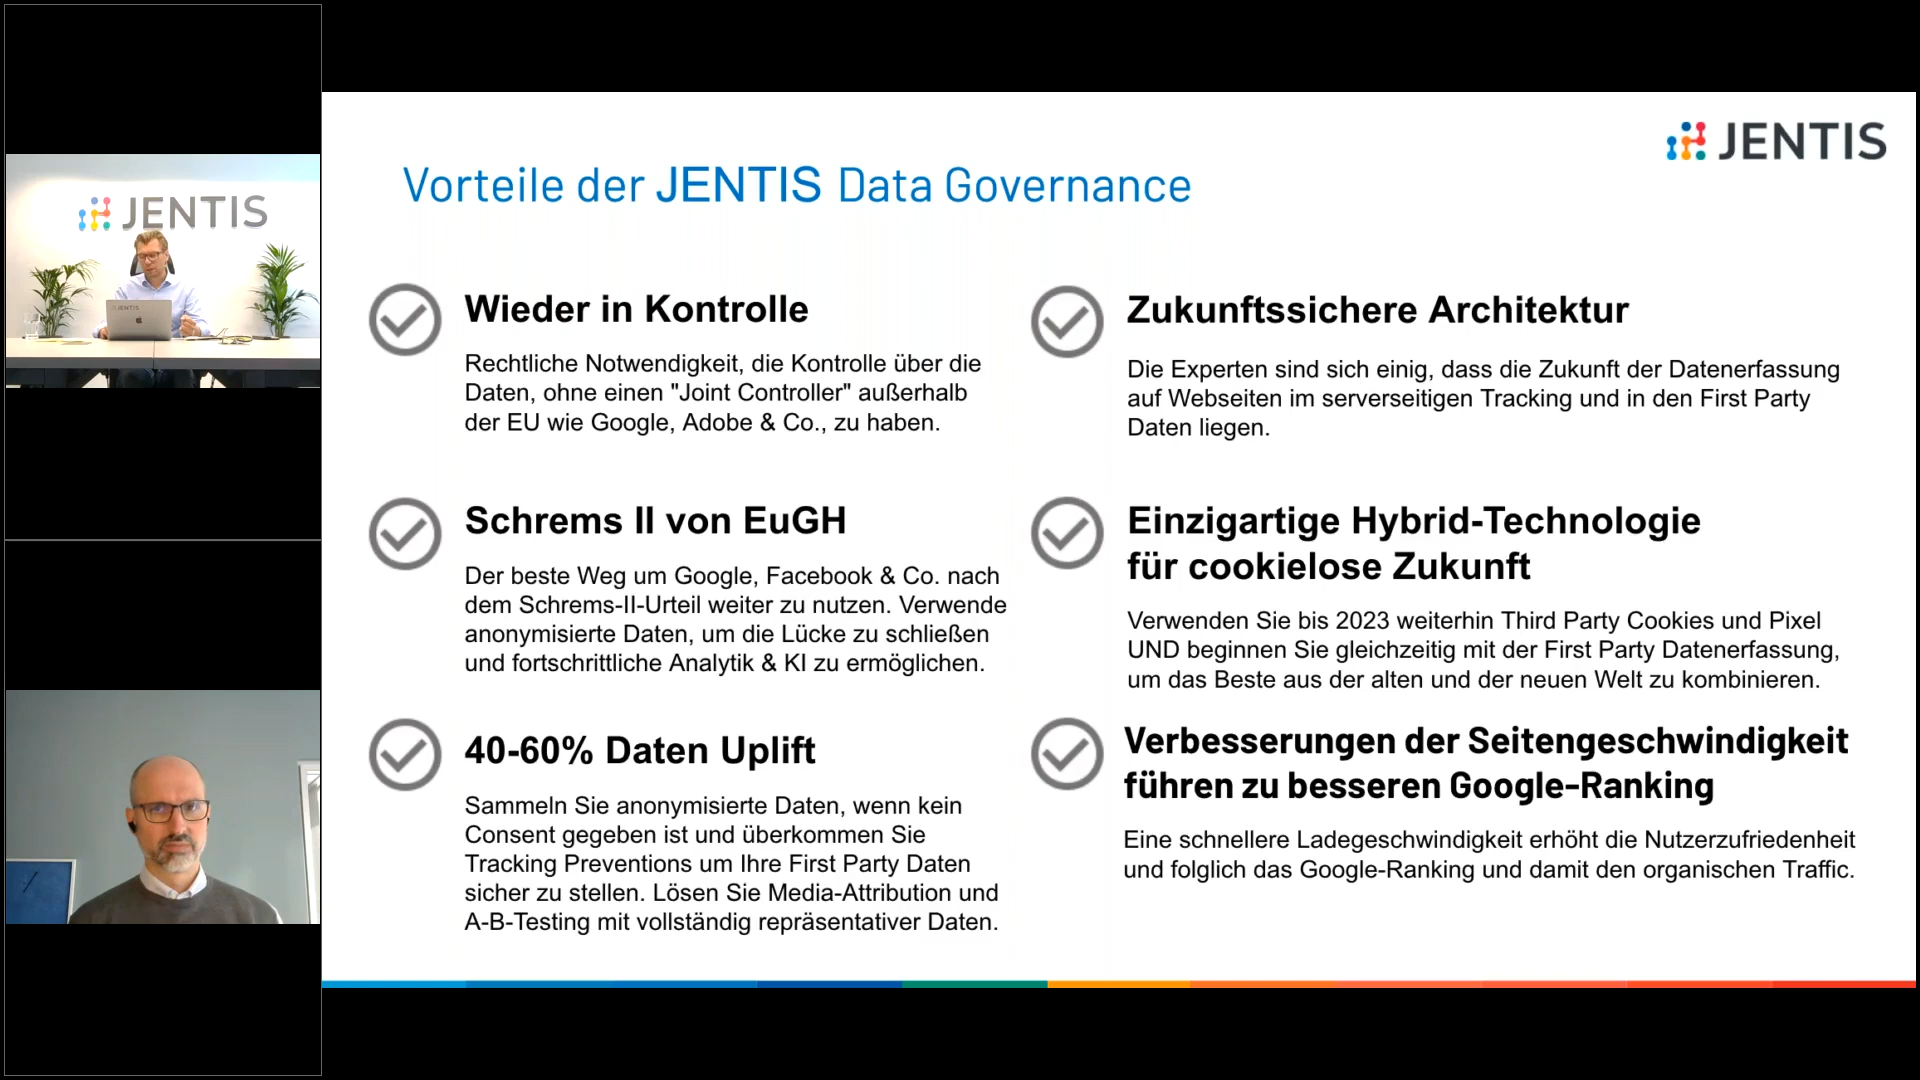 JENTIS
JENTIS
JENTIS
Vorteile der JENTIS Data Governance
Wieder in Kontrolle
Rechtliche Notwendigkeit, die Kontrolle über die
Daten, ohne einen "Joint Controller" außerhalb
der EU wie Google, Adobe & Co., zu haben.
Schrems II von EuGH
Der beste Weg um Google, Facebook & Co. nach
dem Schrems-II-Urteil weiter zu nutzen. Verwende
anonymisierte Daten, um die Lücke zu schließen
und fortschrittliche Analytik & KI zu ermöglichen.
40-60% Daten Uplift
Sammeln Sie anonymisierte Daten, wenn kein
Consent gegeben ist und überkommen Sie
Tracking Preventions um Ihre First Party Daten
sicher zu stellen. Lösen Sie Media-Attribution und
A-B-Testing mit vollständig repräsentativer Daten.
Zukunftssichere Architektur
Die Experten sind sich einig, dass die Zukunft der Datenerfassung
auf Webseiten im serverseitigen Tracking und in den First Party
Daten liegen.
Einzigartige Hybrid-Technologie
für cookielose Zukunft
Verwenden Sie bis 2023 weiterhin Third Party Cookies und Pixel
UND beginnen Sie gleichzeitig mit der First Party Datenerfassung,
um das Beste aus der alten und der neuen Welt zu kombinieren.
Verbesserungen der Seitengeschwindigkeit
führen zu besseren Google-Ranking
Eine schnellere Ladegeschwindigkeit erhöht die Nutzerzufriedenheit
und folglich das Google-Ranking und damit den organischen Traffic.